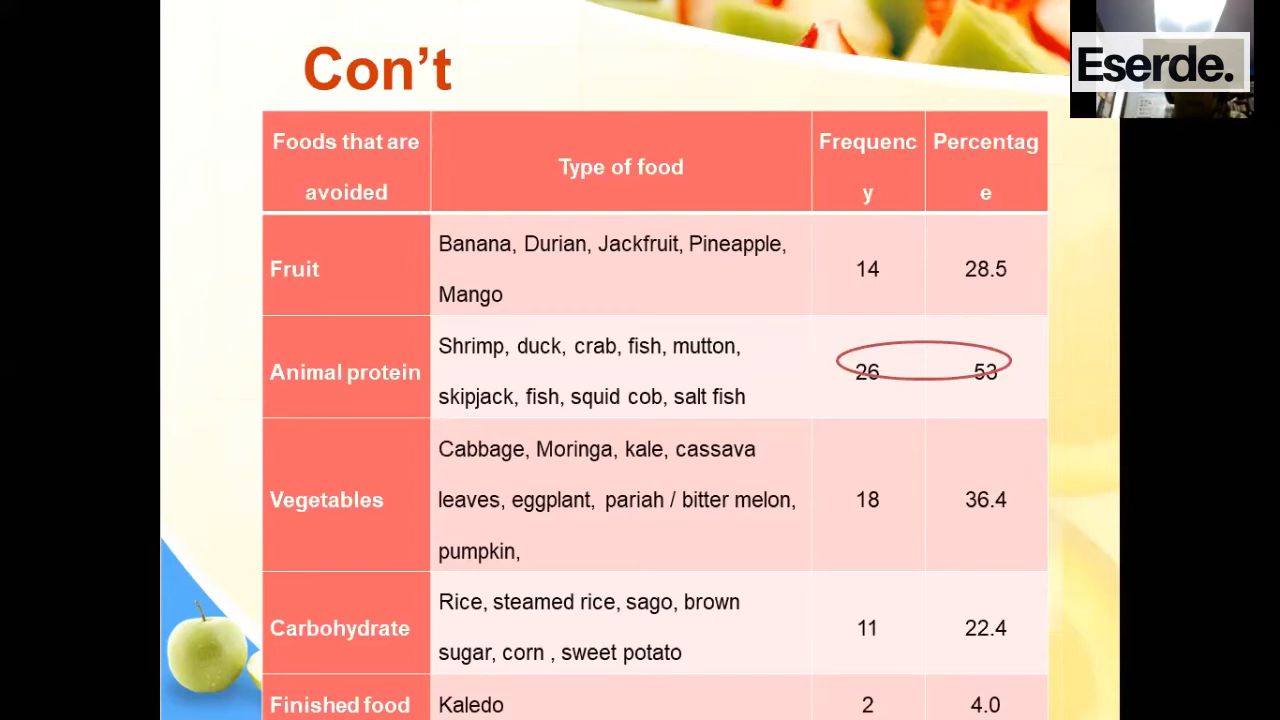 Con't
Eserde.
Foods that are
avoided
Type of food
Frequenc
y
Percentag
e
Fruit
Banana, Durian, Jackfruit, Pineapple,
Mango
14
28.5
Animal protein
Shrimp, duck, crab, fish, mutton,
skipjack, fish, squid cob, salt fish
26
53
Vegetables
Cabbage, Moringa, kale, cassava
leaves, eggplant, pariah / bitter melon,
pumpkin,
18
36.4
Carbohydrate
Rice, steamed rice, sago, brown
sugar, corn , sweet potato
11
22.4
Finished food
Kaledo
2
4.0